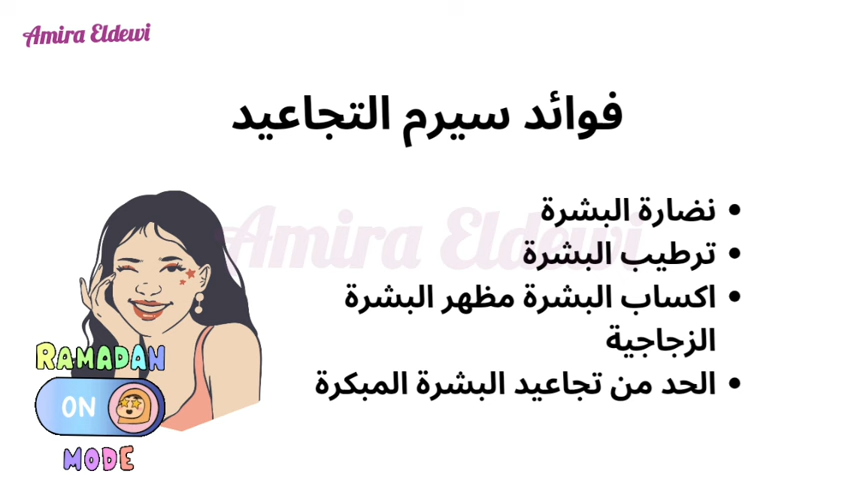 Amira Eldewi
فوائد سيرم التجاعيد
Amira Eldewi
• نضارة البشرة
• ترطيب البشرة
• اكساب البشرة مظهر البشرة
الزجاجية
• الحد من تجاعيد البشرة المبكرة
RAMADAN
ON
MODE